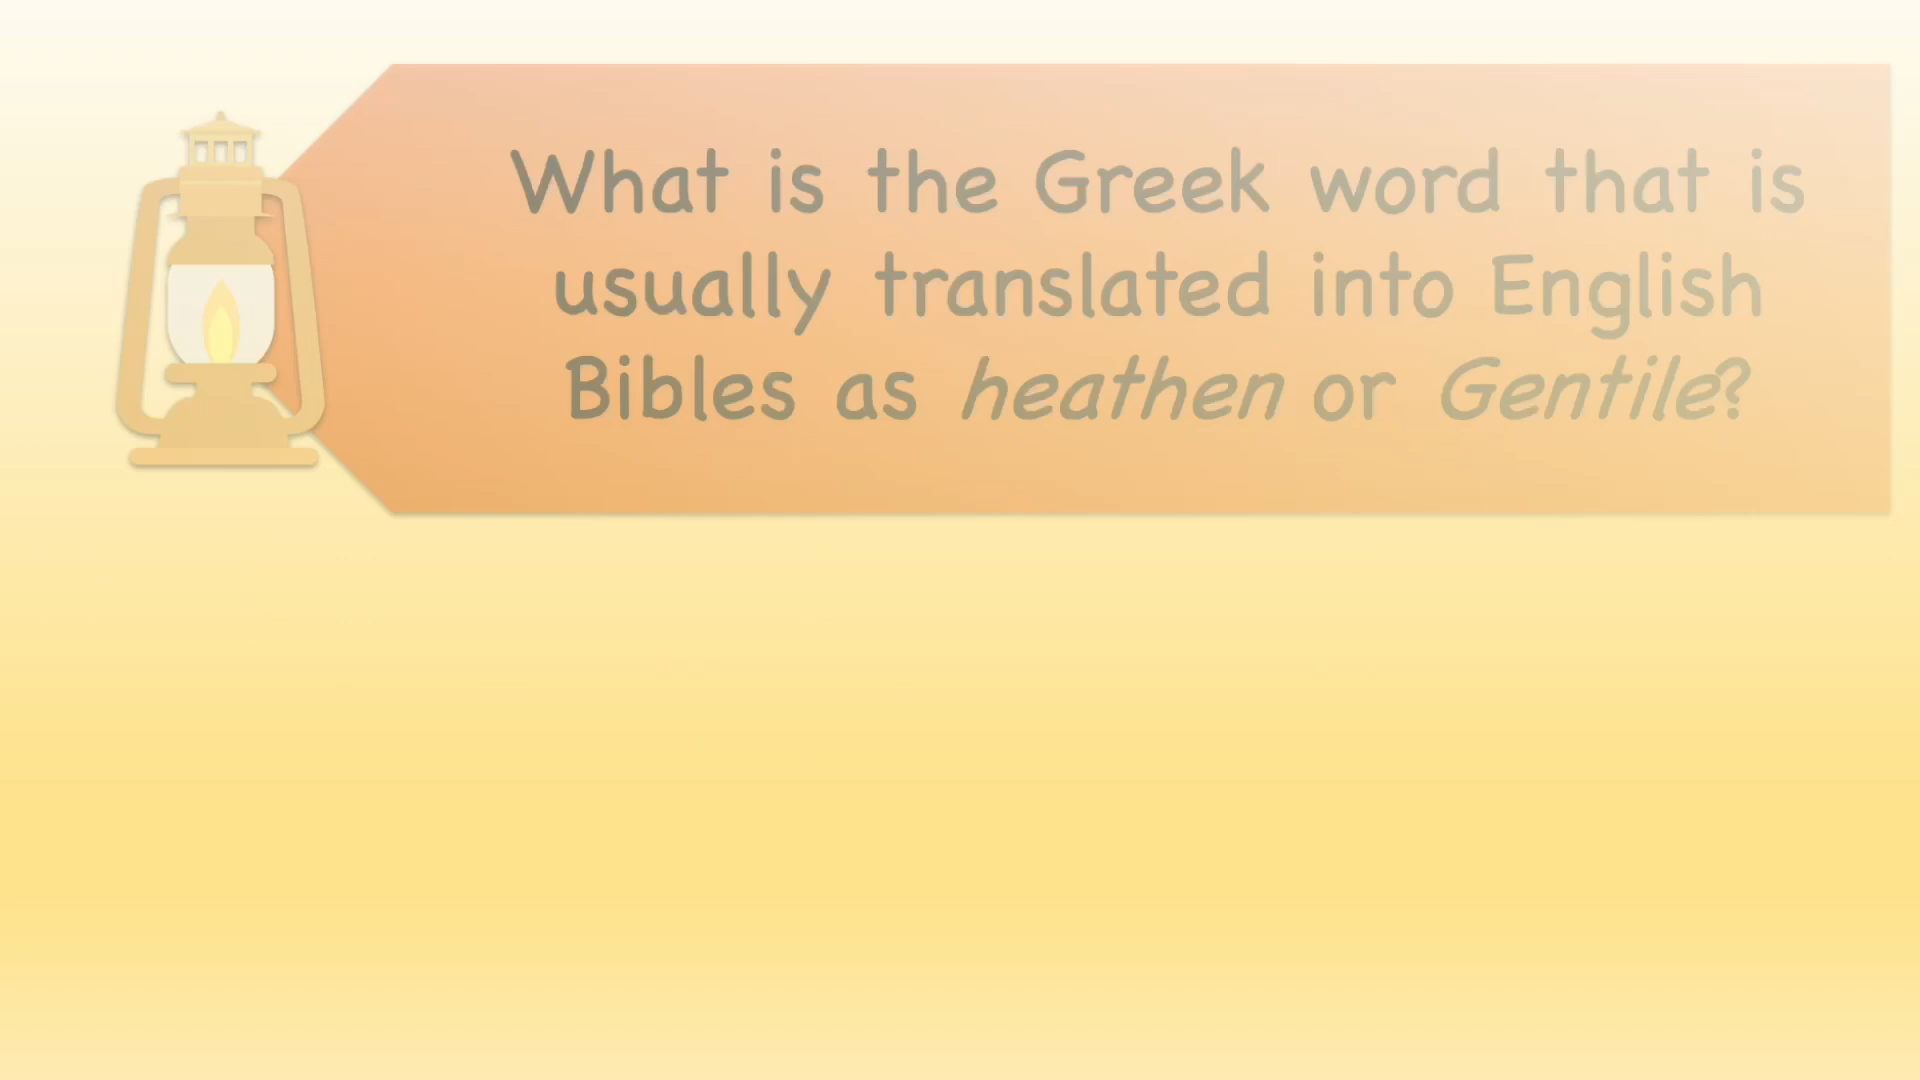 What is the Greek word that is
usually translated into English
Bibles as heathen or Gentile?